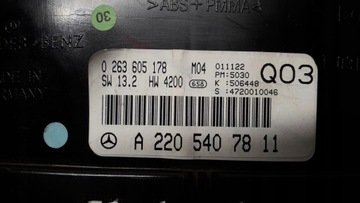 >ABS+PMMA<
30
0 263 605 178 M04 011122
PM:5030 Q03
SW 13.2 HW 4200 658 K : 506448
S :4720010046
A 220 540 78 11